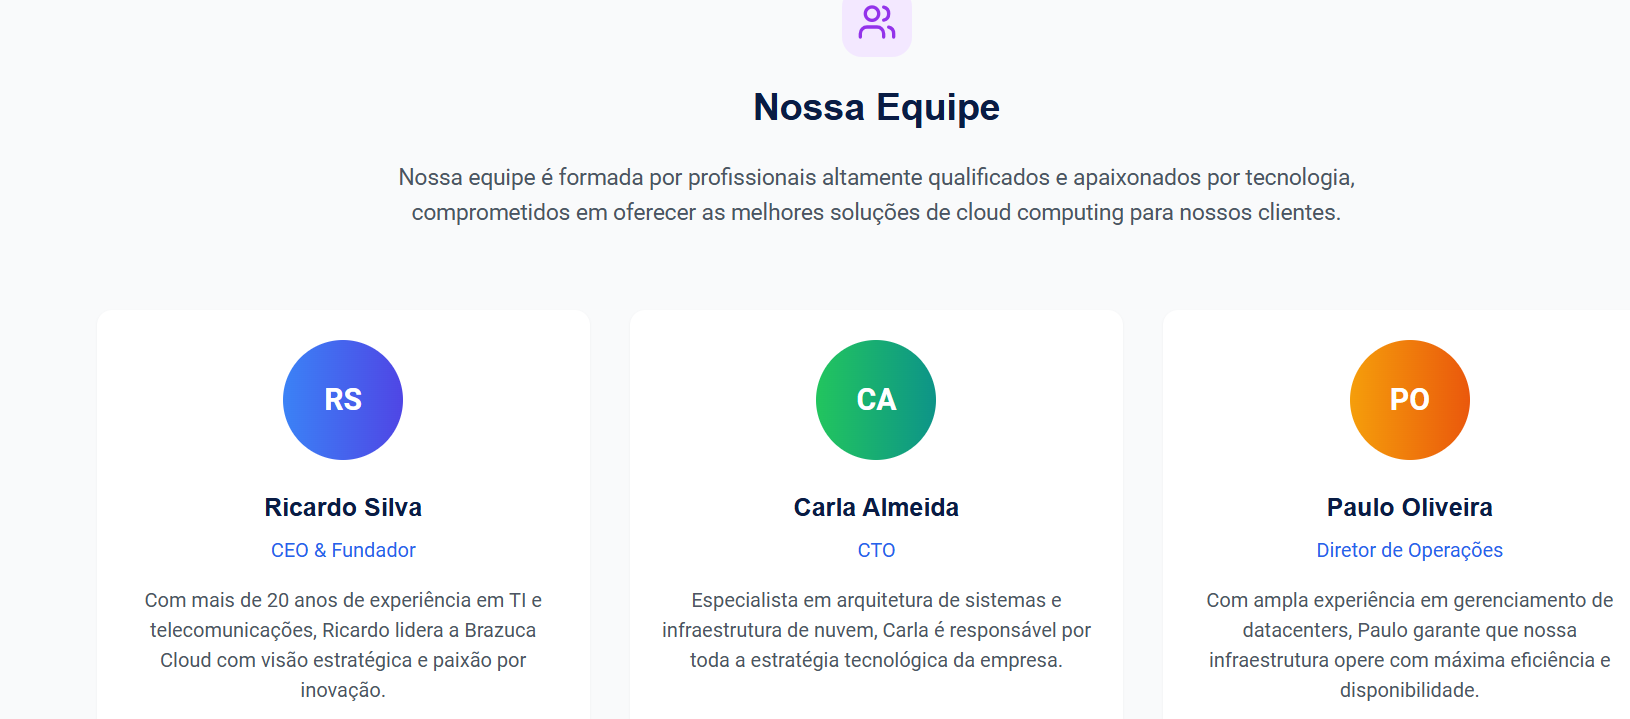 Nossa Equipe
Nossa equipe é formada por profissionais altamente qualificados e apaixonados por tecnologia,
comprometidos em oferecer as melhores soluções de cloud computing para nossos clientes.
RS
Ricardo Silva
CEO & Fundador
Com mais de 20 anos de experiência em TI e
telecomunicações, Ricardo lidera a Brazuca
Cloud com visão estratégica e paixão por
inovação.
CA
Carla Almeida
CTO
Especialista em arquitetura de sistemas e
infraestrutura de nuvem, Carla é responsável por
toda a estratégia tecnológica da empresa.
PO
Paulo Oliveira
Diretor de Operações
Com ampla experiência em gerenciamento de
datacenters, Paulo garante que nossa
infraestrutura opere com máxima eficiência e
disponibilidade.